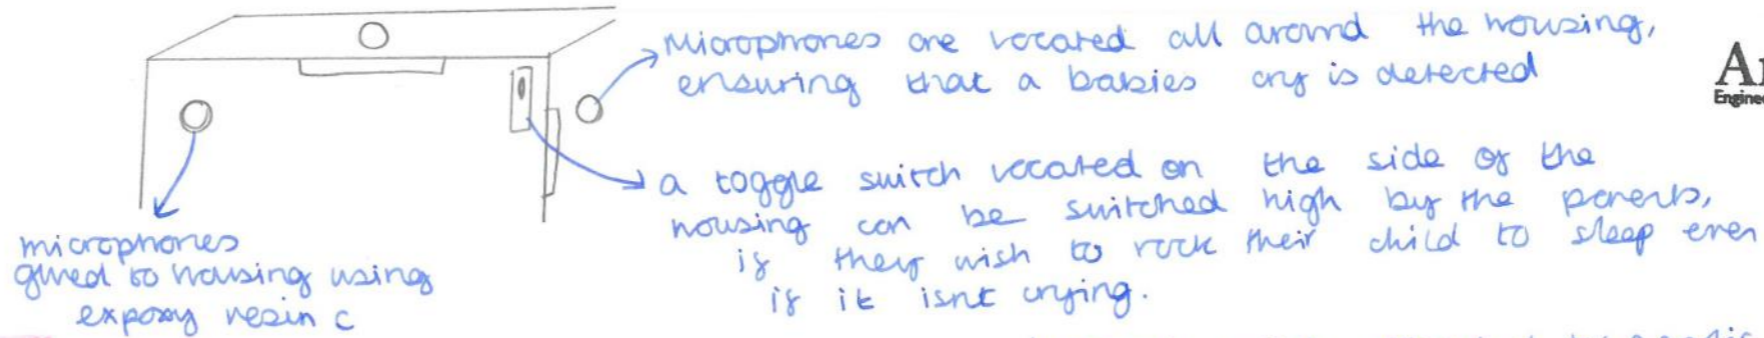 Microphones are located all around the housing,
ensuring that a babies cry is detected
Engineer
a toggle switch located on the side of the
housing can be switched high by the parents,
if they wish to rock their child to sleep even
if it isnt crying.
microphones
glued to housing using
expoxy resin c